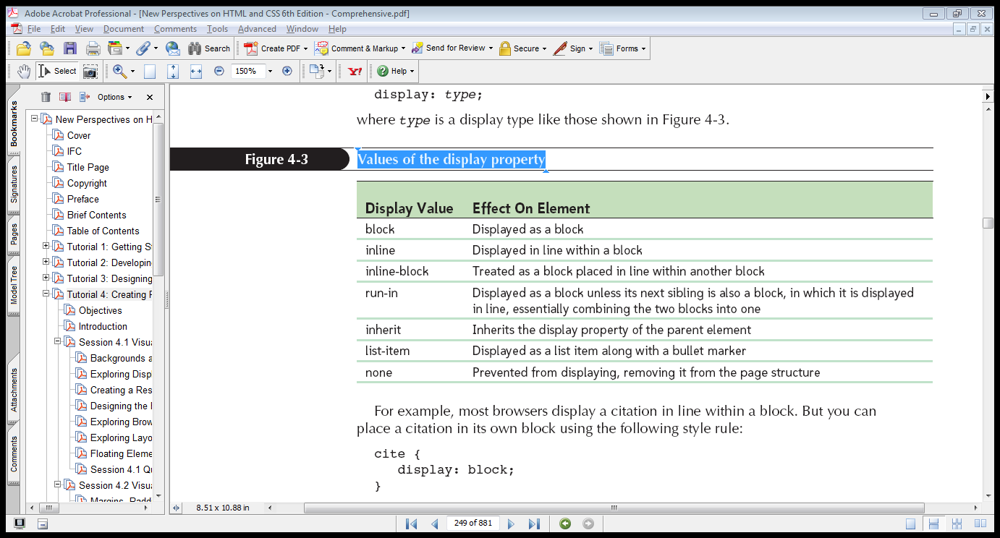 Adobe Acrobat Professional - [New Perspectives on HTML and CSS 6th Edition - Comprehensive.pdf]
File Edit View Document Comments Tools Advanced Window Help
Search Create PDF Comment & Markup Send for Review Secure Sign Forms
Select 150% Y! Help
Bookmarks
Signatures
Pages
Model Tree
Attachments
Comments
Options
New Perspectives on H
Cover
IFC
Title Page
Copyright
Preface
Brief Contents
Table of Contents
Tutorial 1: Getting S
Tutorial 2: Developin
Tutorial 3: Designing
Tutorial 4: Creating P
Objectives
Introduction
Session 4.1 Visua
Backgrounds a
Exploring Displ
Creating a Res
Designing the
Exploring Brow
Exploring Layo
Floating Eleme
Session 4.1 Qu
Session 4.2 Visua
Margins, Padd
display: type;
where type is a display type like those shown in Figure 4-3.
Figure 4-3 Values of the display property
Display Value Effect On Element
block Displayed as a block
inline Displayed in line within a block
inline-block Treated as a block placed in line within another block
run-in Displayed as a block unless its next sibling is also a block, in which it is displayed
in line, essentially combining the two blocks into one
inherit Inherits the display property of the parent element
list-item Displayed as a list item along with a bullet marker
none Prevented from displaying, removing it from the page structure
For example, most browsers display a citation in line within a block. But you can
place a citation in its own block using the following style rule:
cite {
display: block;
}
8.51 x 10.88 in
249 of 881